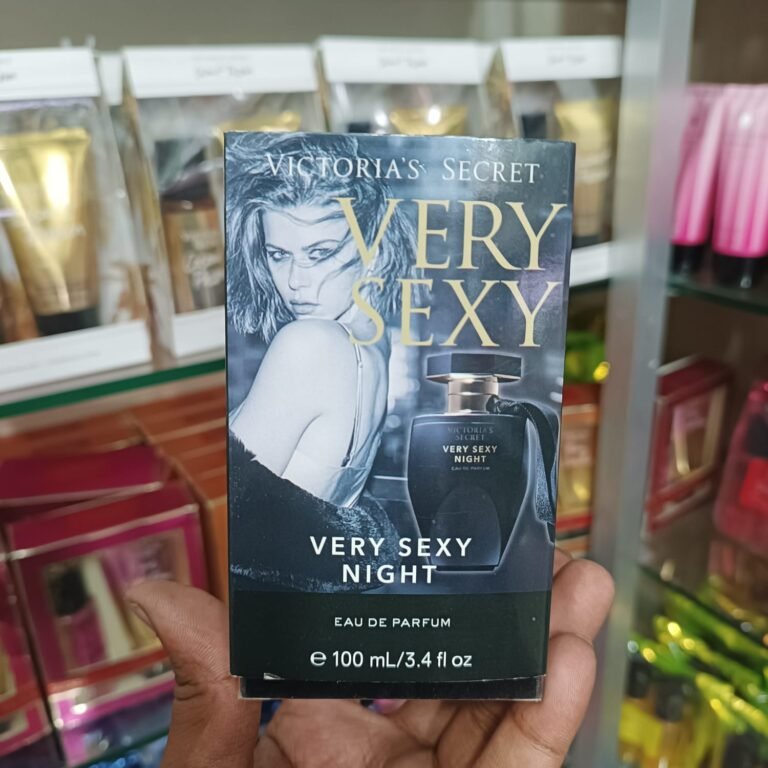 VICTORIA'S SECRET
VERY
SEXY
VICTORIA'S
SECRET
VERY SEXY
NIGHT
EAU DE PARFUM
VERY SEXY
NIGHT
EAU DE PARFUM
℮ 100 mL/3.4 fl oz